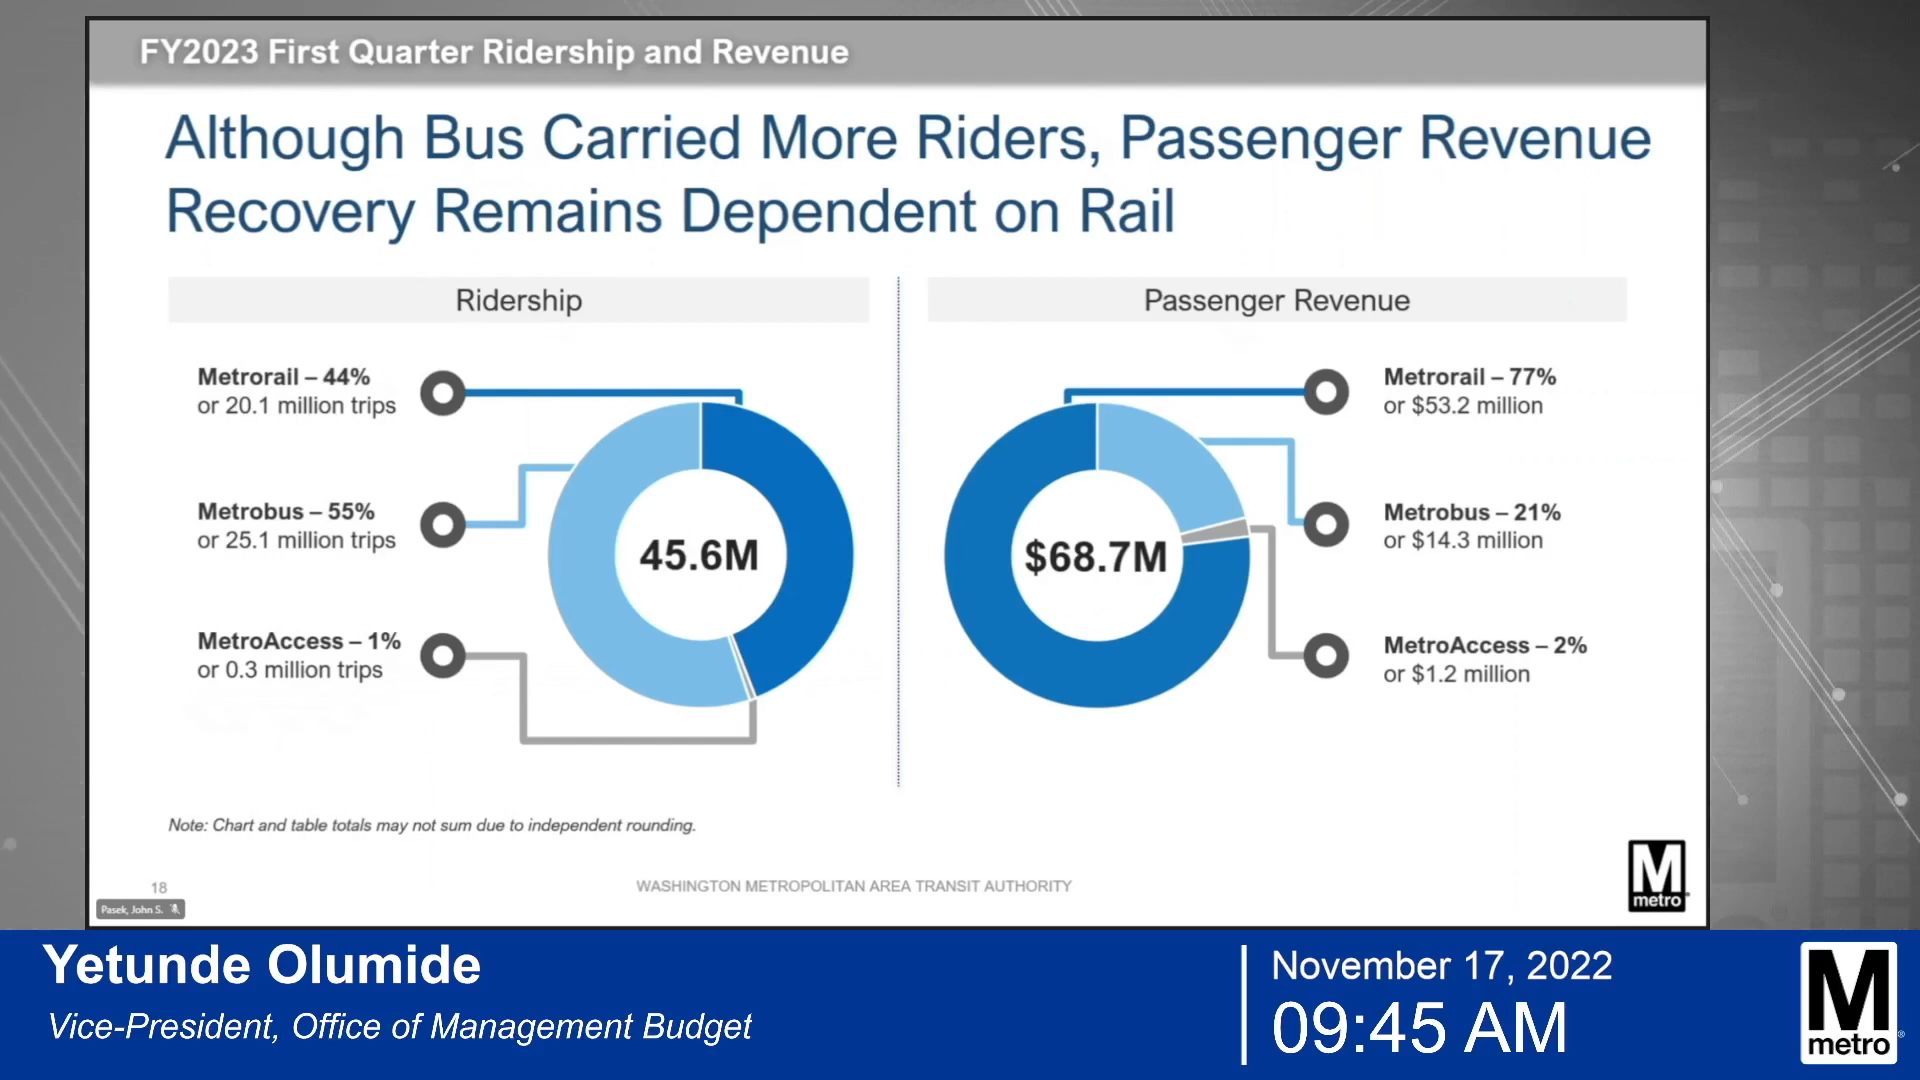 FY2023 First Quarter Ridership and Revenue
Although Bus Carried More Riders, Passenger Revenue
Recovery Remains Dependent on Rail
Ridership
Metrorail – 44%
or 20.1 million trips
Metrobus – 55%
or 25.1 million trips
MetroAccess – 1%
or 0.3 million trips
45.6M
Passenger Revenue
$68.7M
Metrorail – 77%
or $53.2 million
Metrobus – 21%
or $14.3 million
MetroAccess – 2%
or $1.2 million
Note: Chart and table totals may not sum due to independent rounding.
18
WASHINGTON METROPOLITAN AREA TRANSIT AUTHORITY
M
metro
Pasek, John S.
Yetunde Olumide
Vice-President, Office of Management Budget
November 17, 2022
09:45 AM
M
metro®